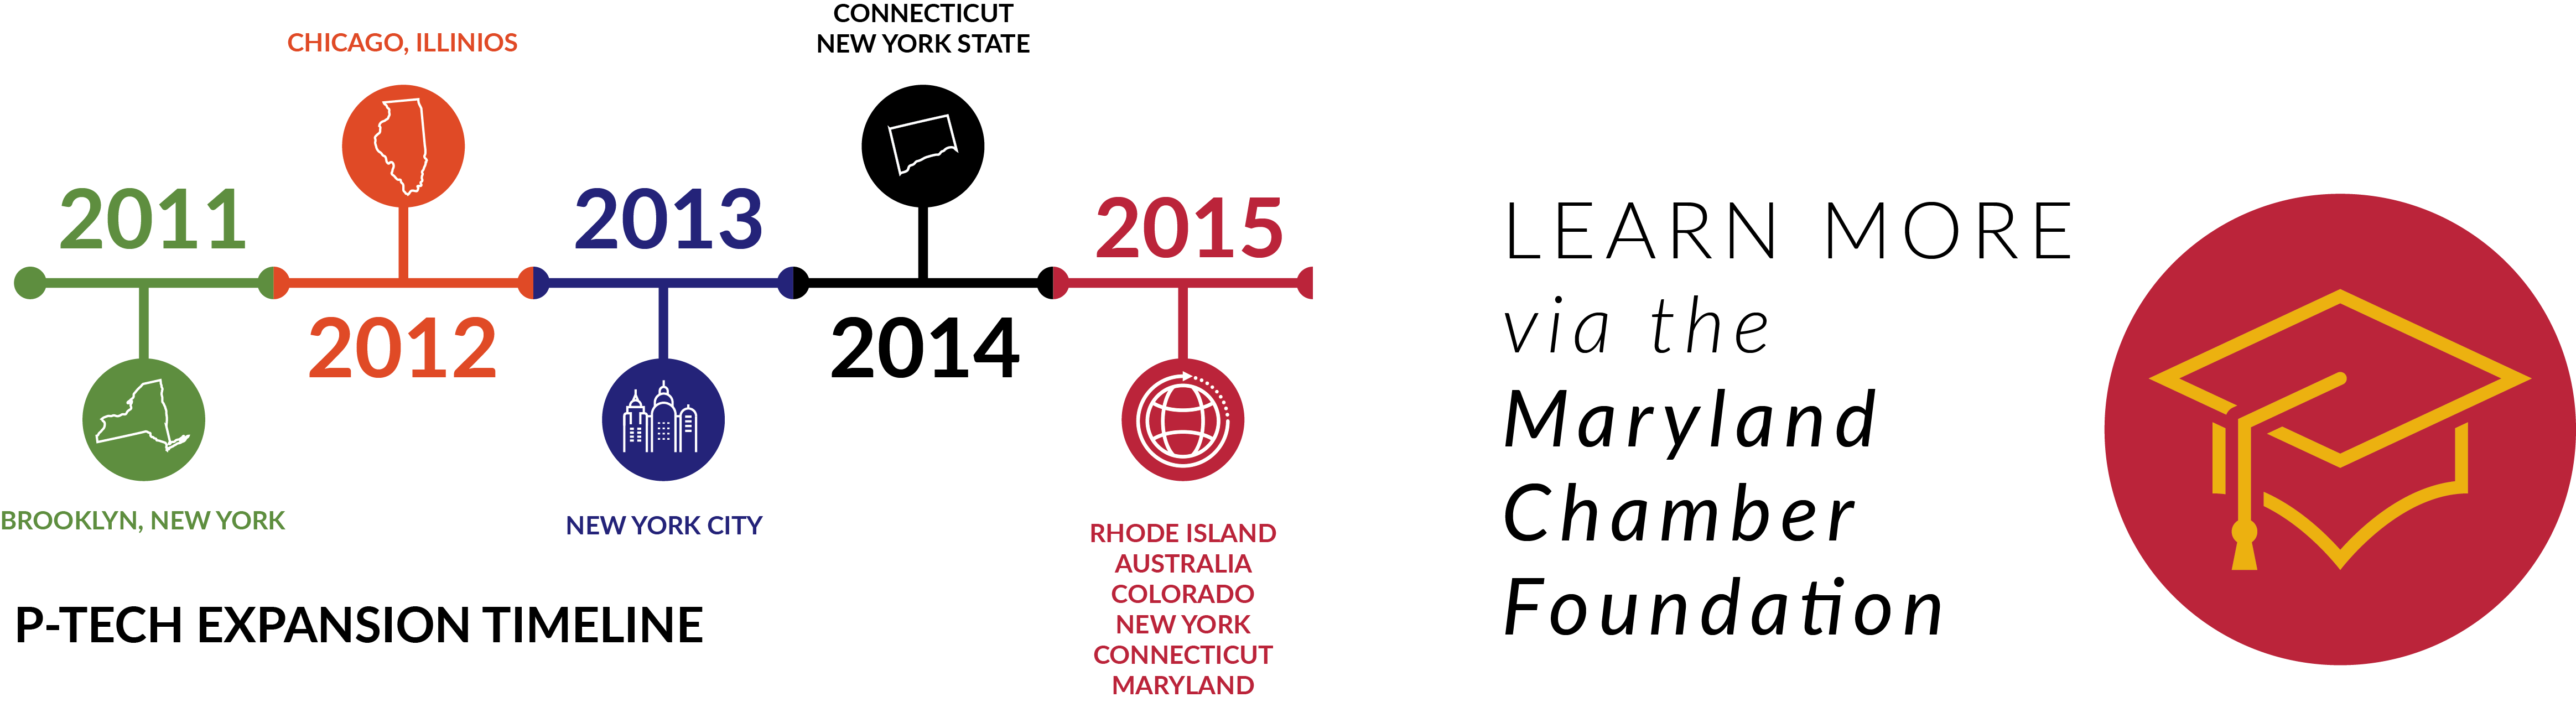 2011
BROOKLYN, NEW YORK
CHICAGO, ILLINIOS
2012
2013
NEW YORK CITY
CONNECTICUT
NEW YORK STATE
2014
2015
RHODE ISLAND
AUSTRALIA
COLORADO
NEW YORK
CONNECTICUT
MARYLAND
P-TECH EXPANSION TIMELINE
LEARN MORE
via the
Maryland
Chamber
Foundation